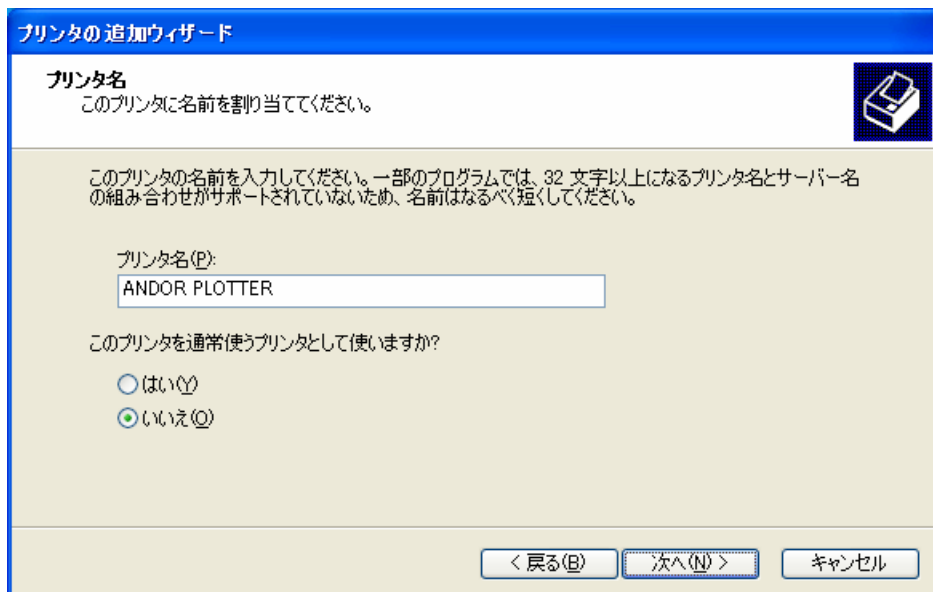 プリンタの追加ウィザード
プリンタ名
このプリンタに名前を割り当ててください。
このプリンタの名前を入力してください。一部のプログラムでは、32 文字以上になるプリンタ名とサーバー名
の組み合わせがサポートされていないため、名前はなるべく短くしてください。
プリンタ名(P):
ANDOR PLOTTER
このプリンタを通常使うプリンタとして使いますか?
はい(Y)
いいえ(O)
< 戻る(B) 次へ(N) > キャンセル